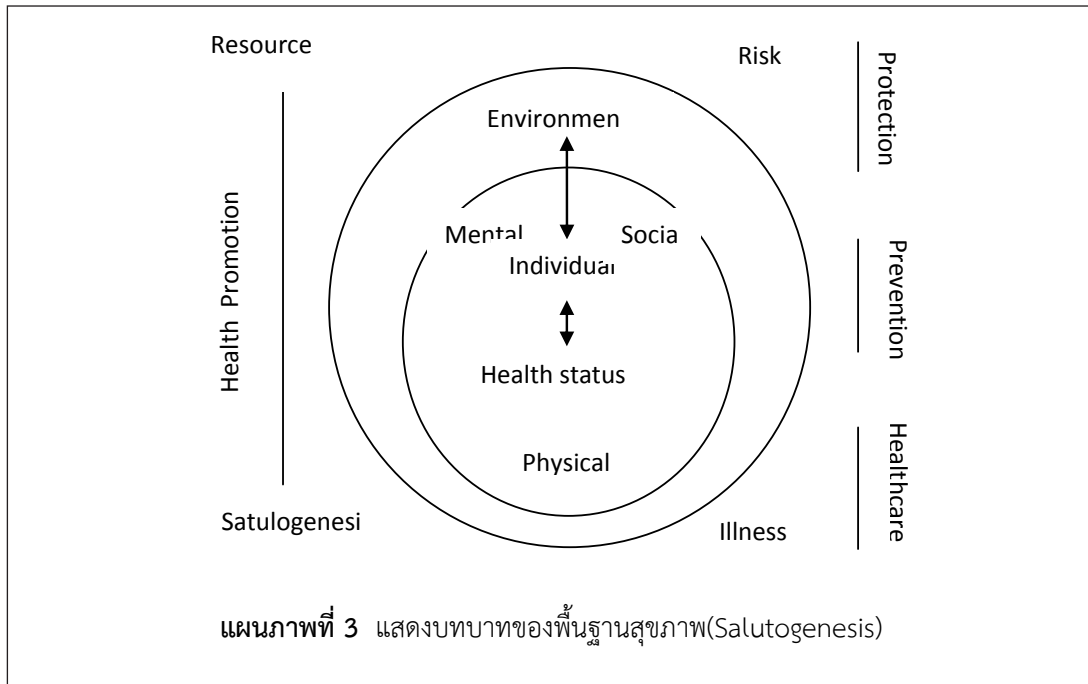 Resource
Risk
Protection
Environmen
Mental
Socia
Individual
Health Promotion
Prevention
Health status
Physical
Healthcare
Satulogenesi
Illness
แผนภาพที่ 3 แสดงบทบาทของพื้นฐานสุขภาพ(Salutogenesis)